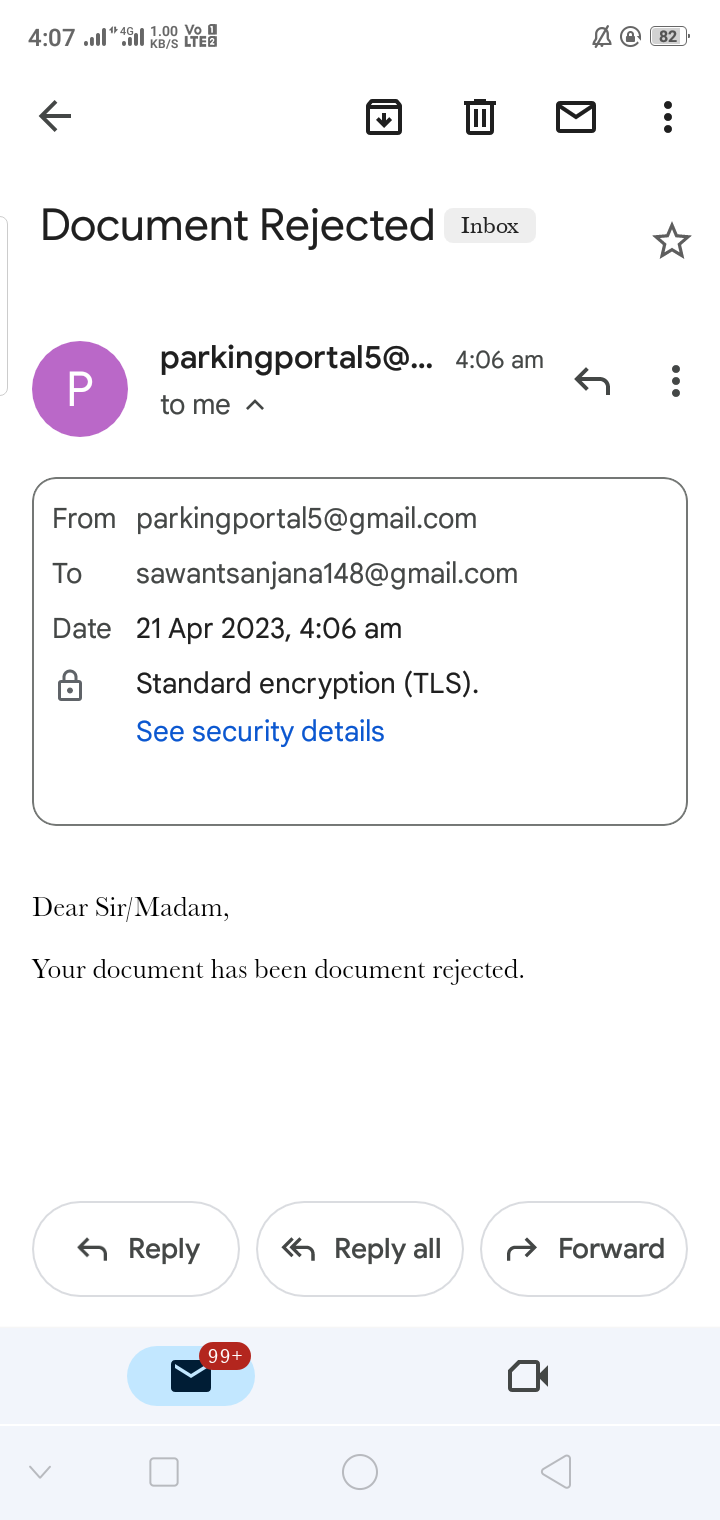 4:07 4G 1.00 KB/S Vo LTE 1 2 82
Document Rejected Inbox
P
parkingportal5@... 4:06 am
to me
From parkingportal5@gmail.com
To sawantsanjana148@gmail.com
Date 21 Apr 2023, 4:06 am
Standard encryption (TLS).
See security details
Dear Sir/Madam,
Your document has been document rejected.
Reply Reply all Forward
99+